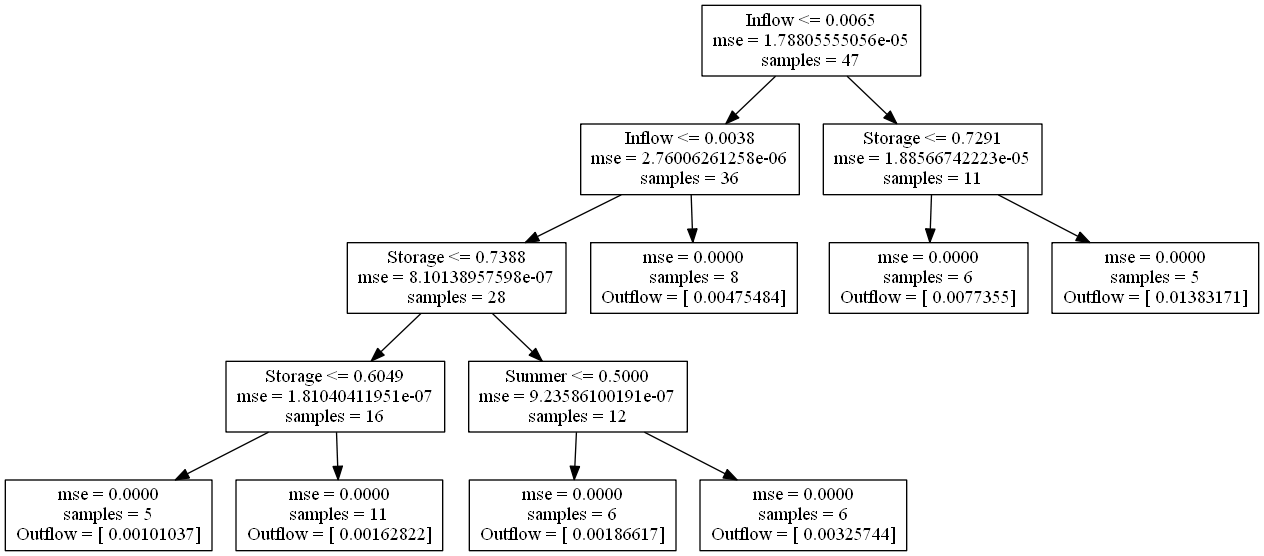 Inflow <= 0.0065
mse = 1.78805555056e-05
samples = 47
Inflow <= 0.0038
mse = 2.76006261258e-06
samples = 36
Storage <= 0.7291
mse = 1.88566742223e-05
samples = 11
Storage <= 0.7388
mse = 8.10138957598e-07
samples = 28
mse = 0.0000
samples = 8
Outflow = [ 0.00475484]
mse = 0.0000
samples = 6
Outflow = [ 0.0077355]
mse = 0.0000
samples = 5
Outflow = [ 0.01383171]
Storage <= 0.6049
mse = 1.81040411951e-07
samples = 16
Summer <= 0.5000
mse = 9.23586100191e-07
samples = 12
mse = 0.0000
samples = 5
Outflow = [ 0.00101037]
mse = 0.0000
samples = 11
Outflow = [ 0.00162822]
mse = 0.0000
samples = 6
Outflow = [ 0.00186617]
mse = 0.0000
samples = 6
Outflow = [ 0.00325744]